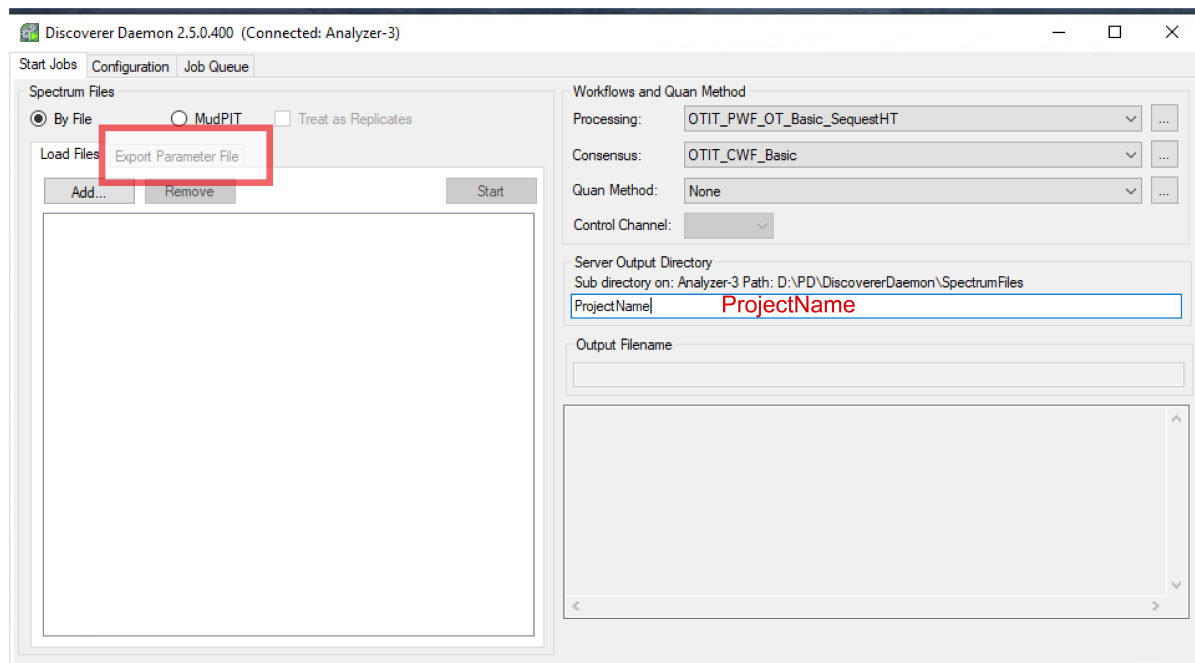 Discoverer Daemon 2.5.0.400 (Connected: Analyzer-3)
Start Jobs Configuration Job Queue
Spectrum Files
By File MudPIT Treat as Replicates
Load Files Export Parameter File
Add... Remove Start
Workflows and Quan Method
Processing: OTIT_PWF_OT_Basic_SequestHT ...
Consensus: OTIT_CWF_Basic ...
Quan Method: None ...
Control Channel:
Server Output Directory
Sub directory on: Analyzer-3 Path: D:\PD\DiscovererDaemon\SpectrumFiles
ProjectName ProjectName
Output Filename